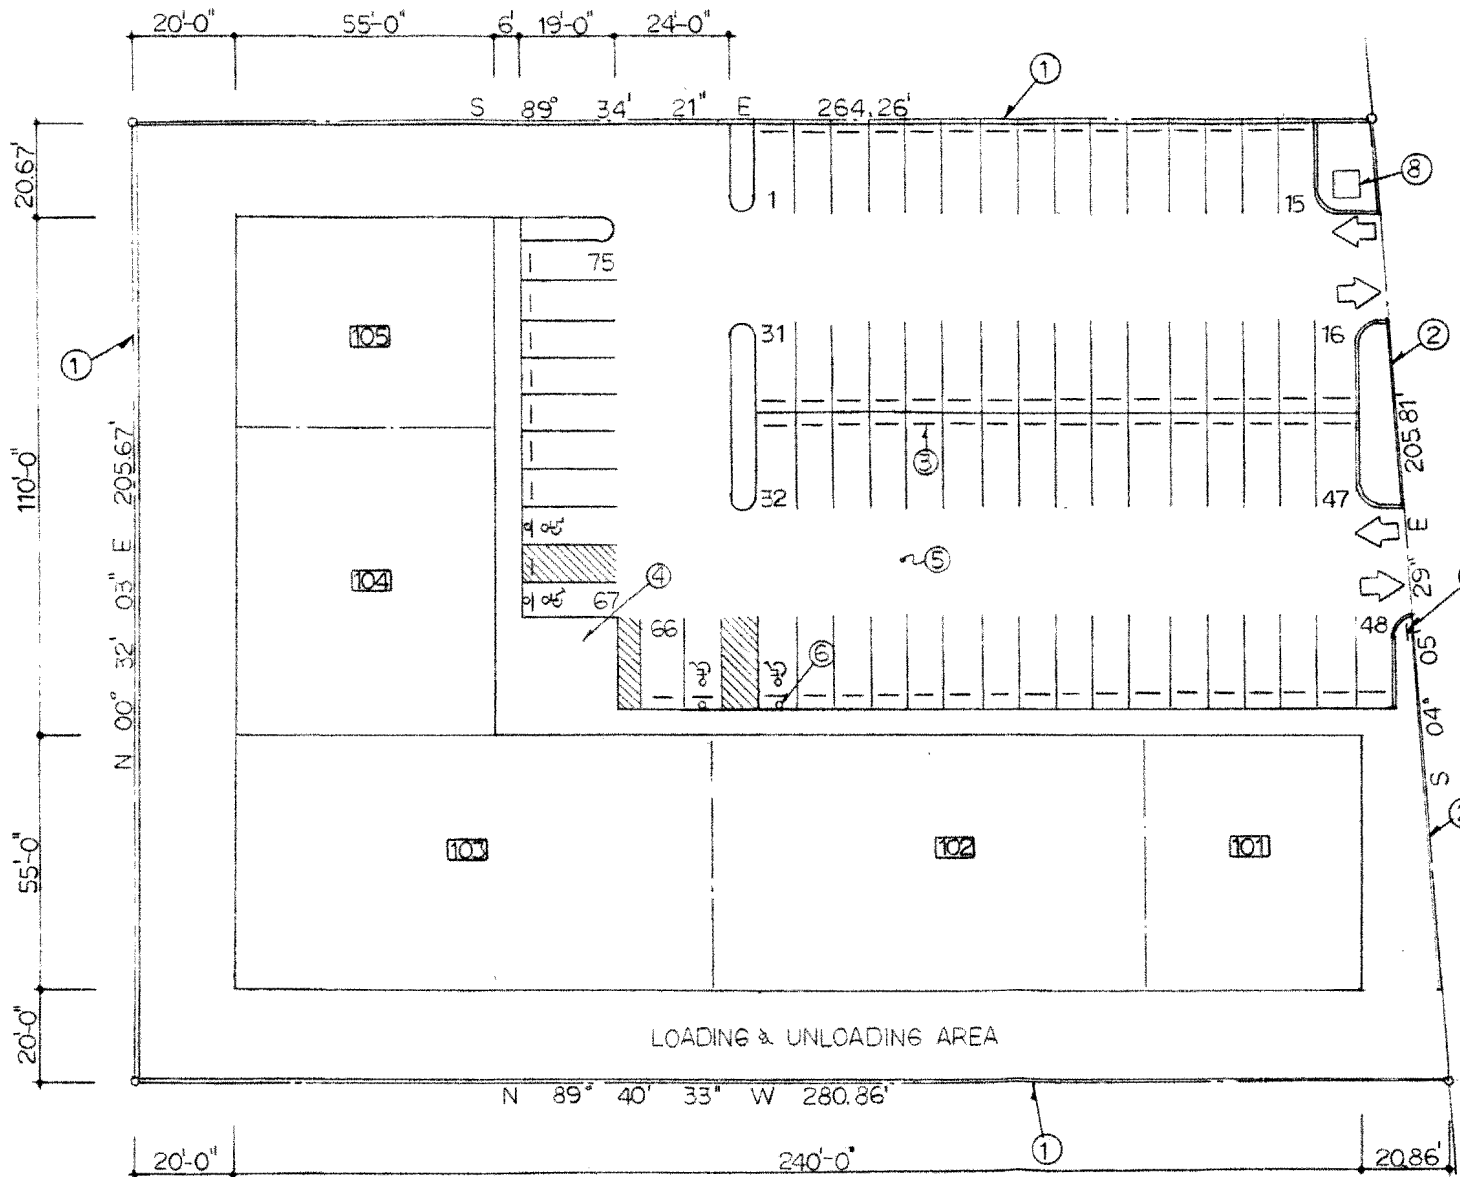 20'-0" 55'-0" 6' 19'-0" 24'-0"
1
S 89° 34' 21" E 264.26'
20.67'
8
1 15
75
31 16
105
2
1
110'-0"
N 00° 32' 03" E 205.67'
S 04° 05' 29" E 205.81'
3
32 47
5
104
4
67
66 48
6
55'-0"
103 102 101
20'-0"
LOADING & UNLOADING AREA
N 89° 40' 33" W 280.86'
1
20'-0" 240'-0" 20.86'